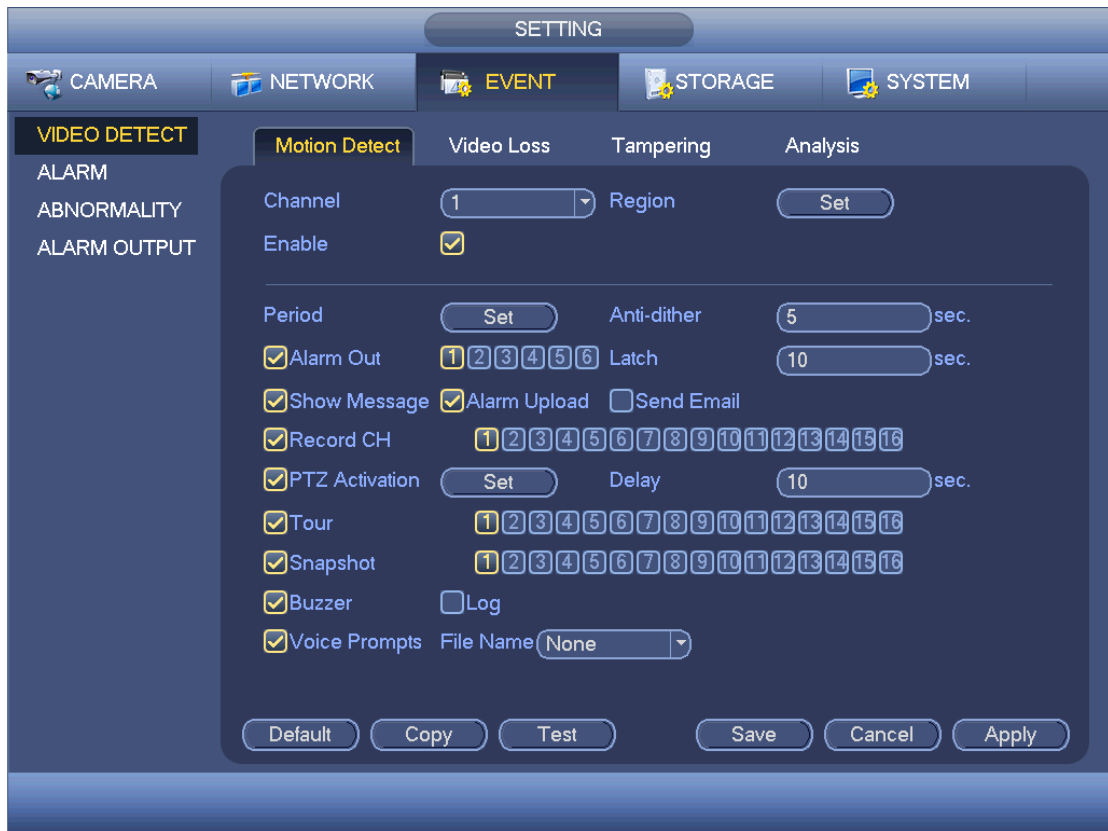 SETTING
CAMERA NETWORK EVENT STORAGE SYSTEM
VIDEO DETECT
ALARM
ABNORMALITY
ALARM OUTPUT
Motion Detect Video Loss Tampering Analysis
Channel 1 Region Set
Enable
Period Set Anti-dither 5 sec.
Alarm Out 1 2 3 4 5 6 Latch 10 sec.
Show Message Alarm Upload Send Email
Record CH 1 2 3 4 5 6 7 8 9 10 11 12 13 14 15 16
PTZ Activation Set Delay 10 sec.
Tour 1 2 3 4 5 6 7 8 9 10 11 12 13 14 15 16
Snapshot 1 2 3 4 5 6 7 8 9 10 11 12 13 14 15 16
Buzzer Log
Voice Prompts File Name None
Default Copy Test Save Cancel Apply